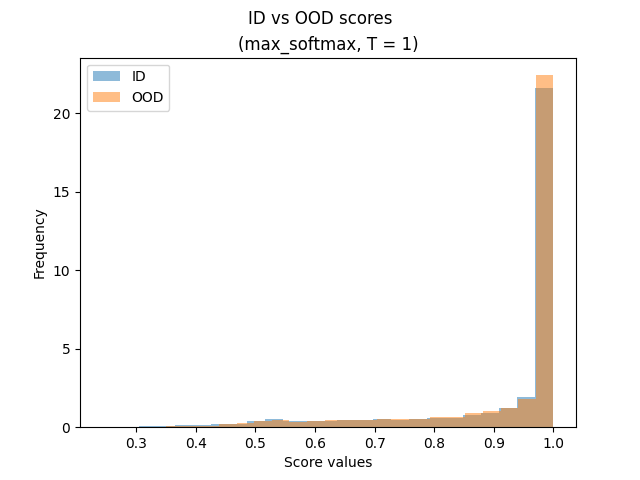 ID vs OOD scores
(max_softmax, T = 1)
ID
OOD
20
15
10
5
0
Frequency
0.3 0.4 0.5 0.6 0.7 0.8 0.9 1.0
Score values